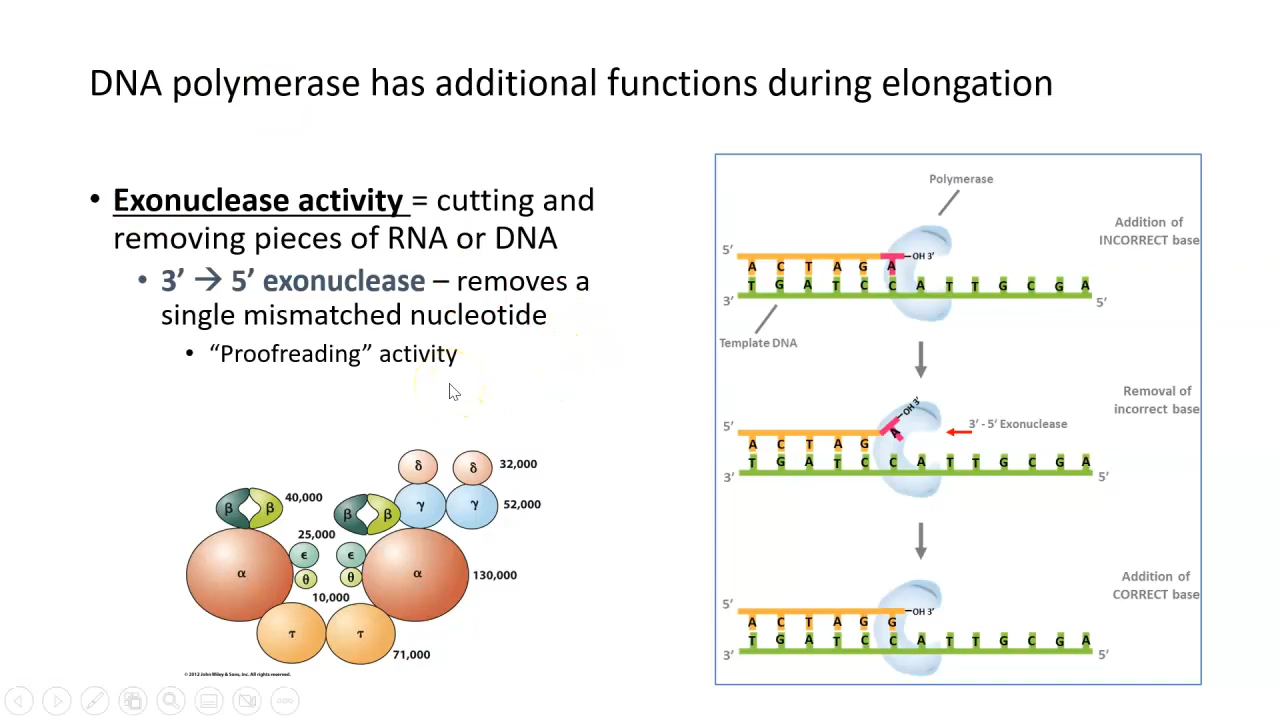 DNA polymerase has additional functions during elongation
• Exonuclease activity = cutting and
removing pieces of RNA or DNA
• 3’ → 5’ exonuclease – removes a
single mismatched nucleotide
• “Proofreading” activity
δ δ 32,000
β β 40,000 β β γ γ 52,000
25,000
ϵ ϵ
α θ θ α 130,000
10,000
τ τ
71,000
© 2012 John Wiley & Sons, Inc. All rights reserved.
Polymerase
Addition of
INCORRECT base
5’ OH 3’
A C T A G A
T G A T C C A T T G C G A
3’ 5’
Template DNA
Removal of
incorrect base
OH 3’
3’ - 5’ Exonuclease
5’ A
A C T A G
T G A T C C A T T G C G A
3’ 5’
Addition of
CORRECT base
5’ OH 3’
A C T A G G
T G A T C C A T T G C G A
3’ 5’